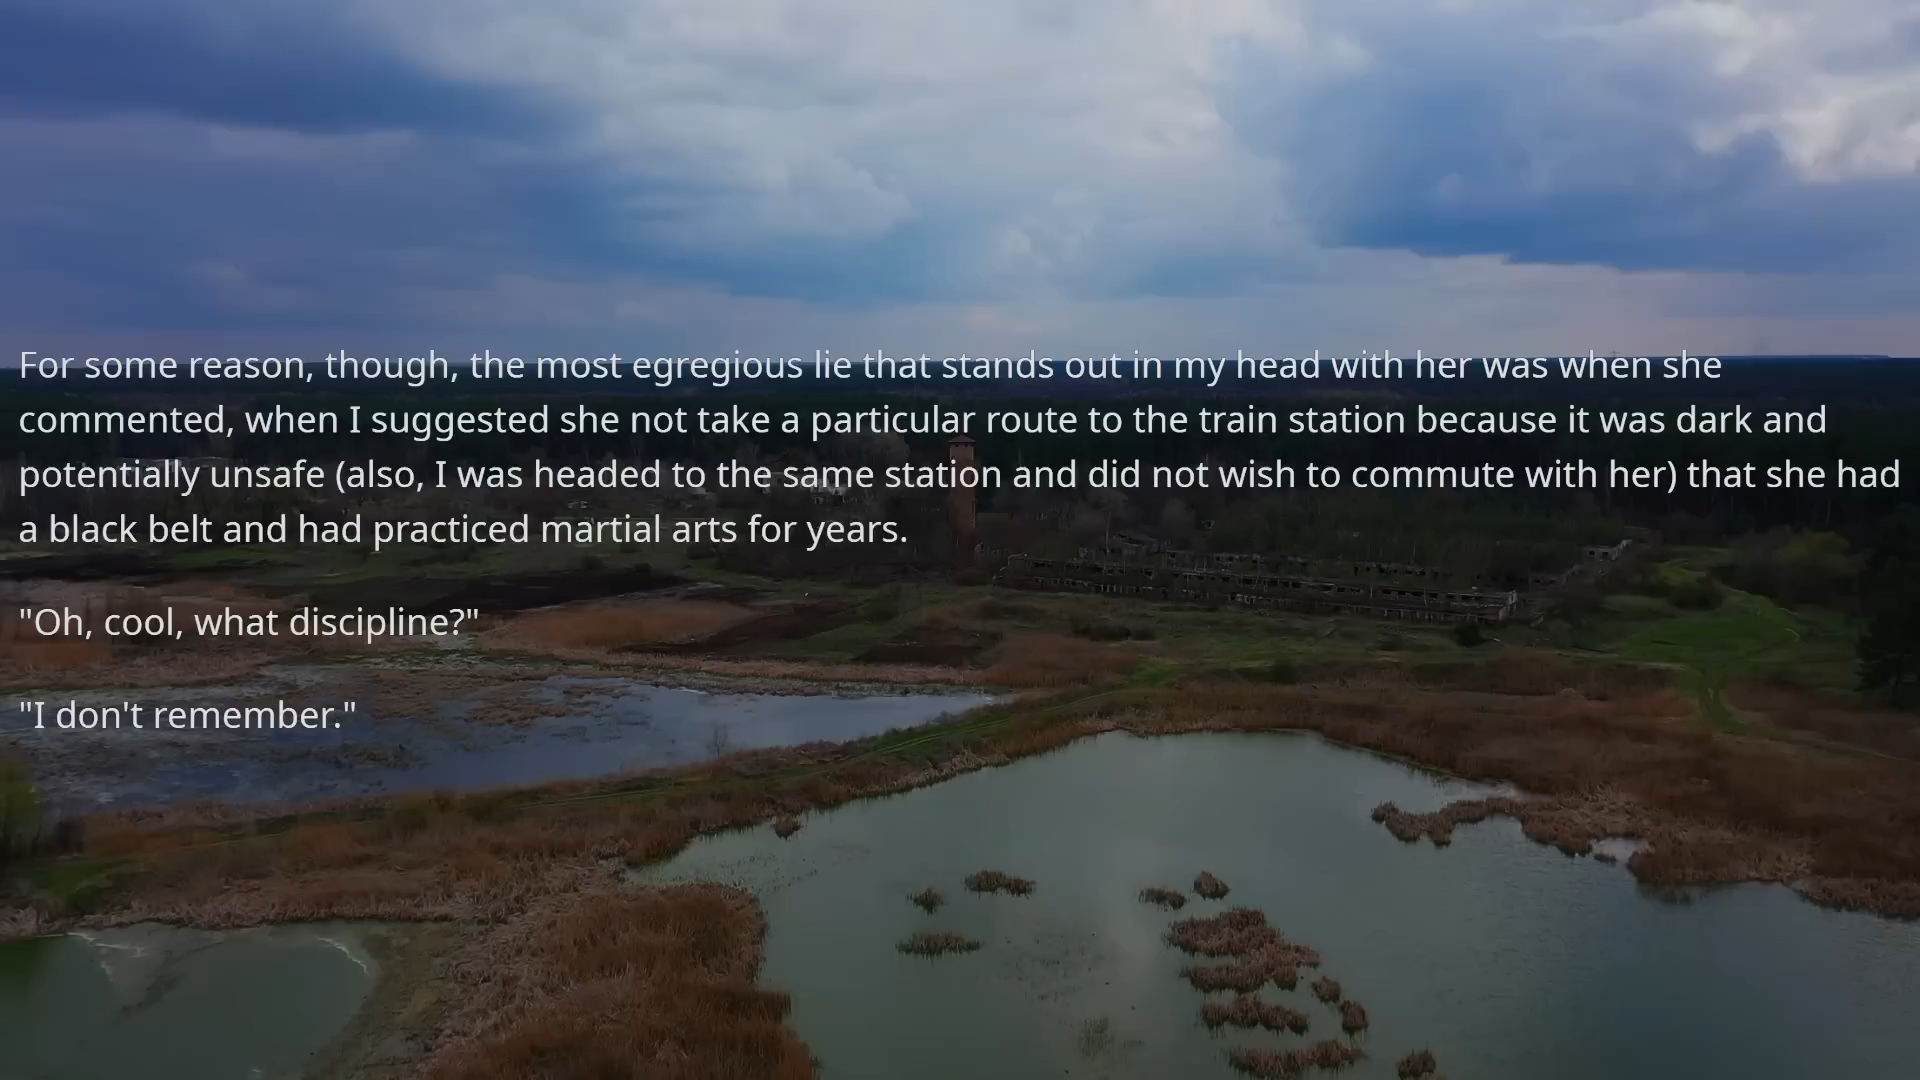 For some reason, though, the most egregious lie that stands out in my head with her was when she
commented, when I suggested she not take a particular route to the train station because it was dark and
potentially unsafe (also, I was headed to the same station and did not wish to commute with her) that she had
a black belt and had practiced martial arts for years.
"Oh, cool, what discipline?"
"I don't remember."